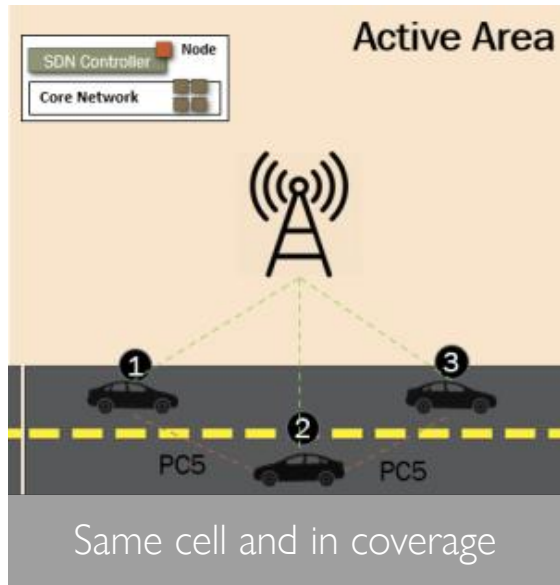 Active Area
SDN Controller
Node
Core Network
1
3
2
PC5
PC5
Same cell and in coverage